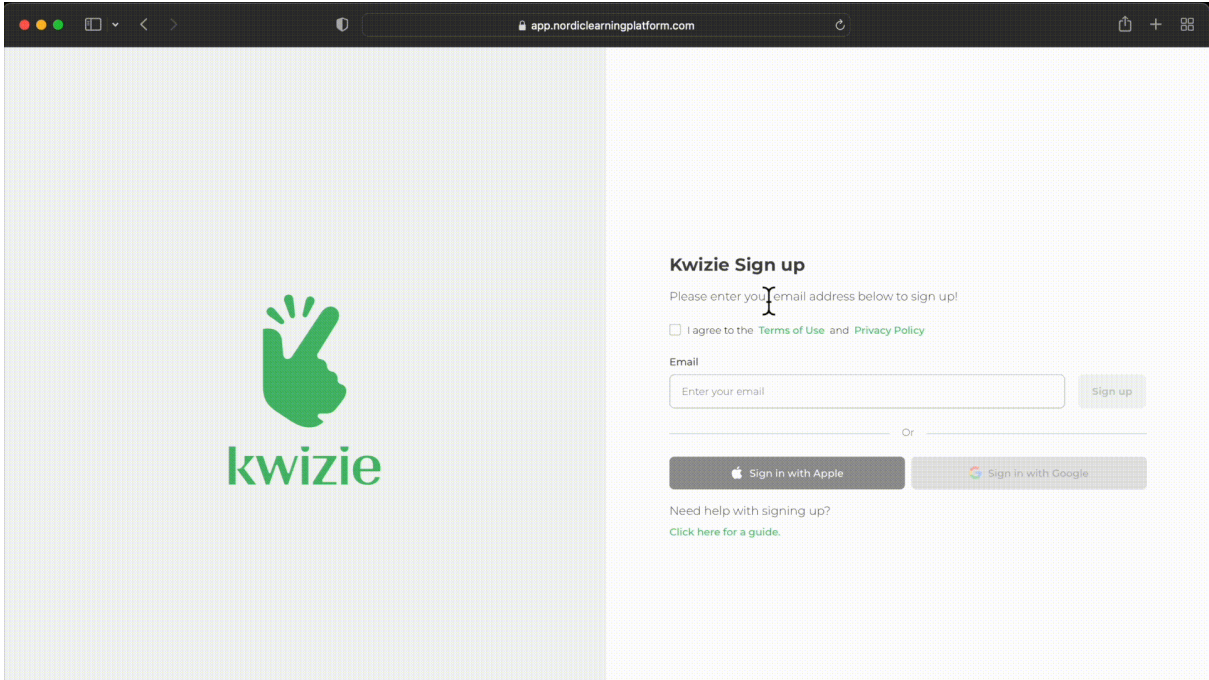 app.nordiclearningplatform.com
kwizie
Kwizie Sign up
Please enter your email address below to sign up!
I agree to the Terms of Use and Privacy Policy
Email
Enter your email
Sign up
Or
Sign in with Apple
Sign in with Google
Need help with signing up?
Click here for a guide.